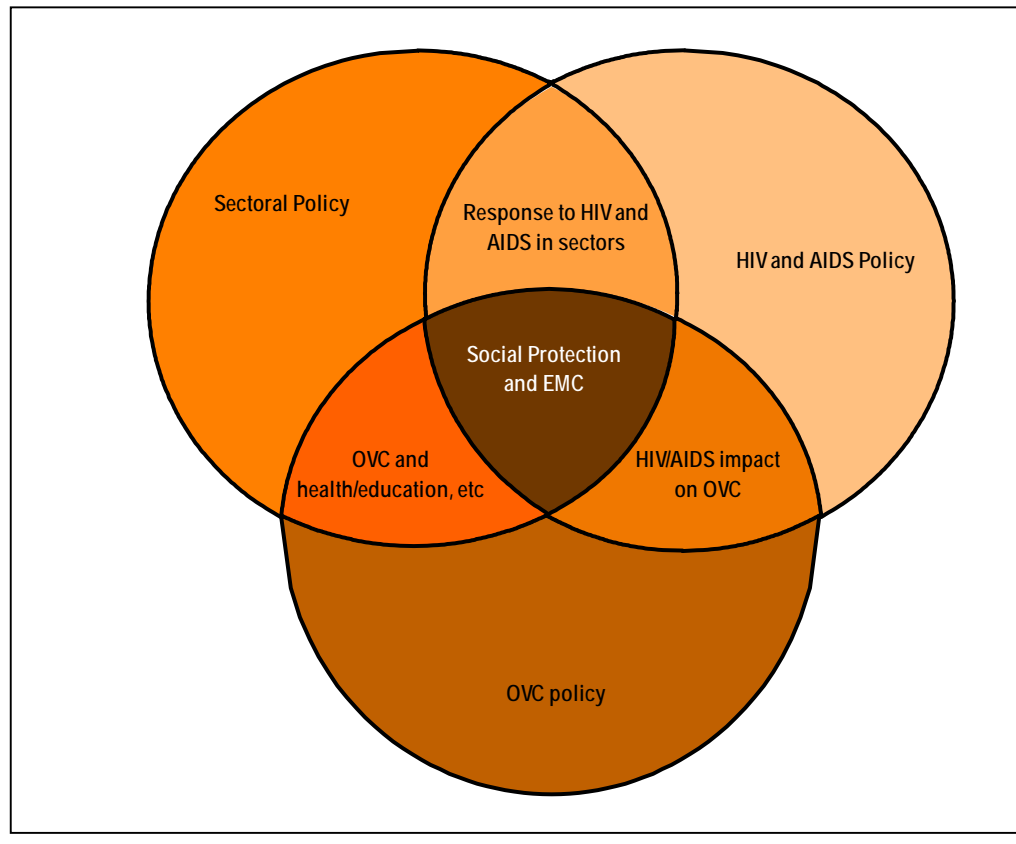 Sectoral Policy
Response to HIV and
AIDS in sectors
HIV and AIDS Policy
Social Protection
and EMC
OVC and
health/education, etc
HIV/AIDS impact
on OVC
OVC policy